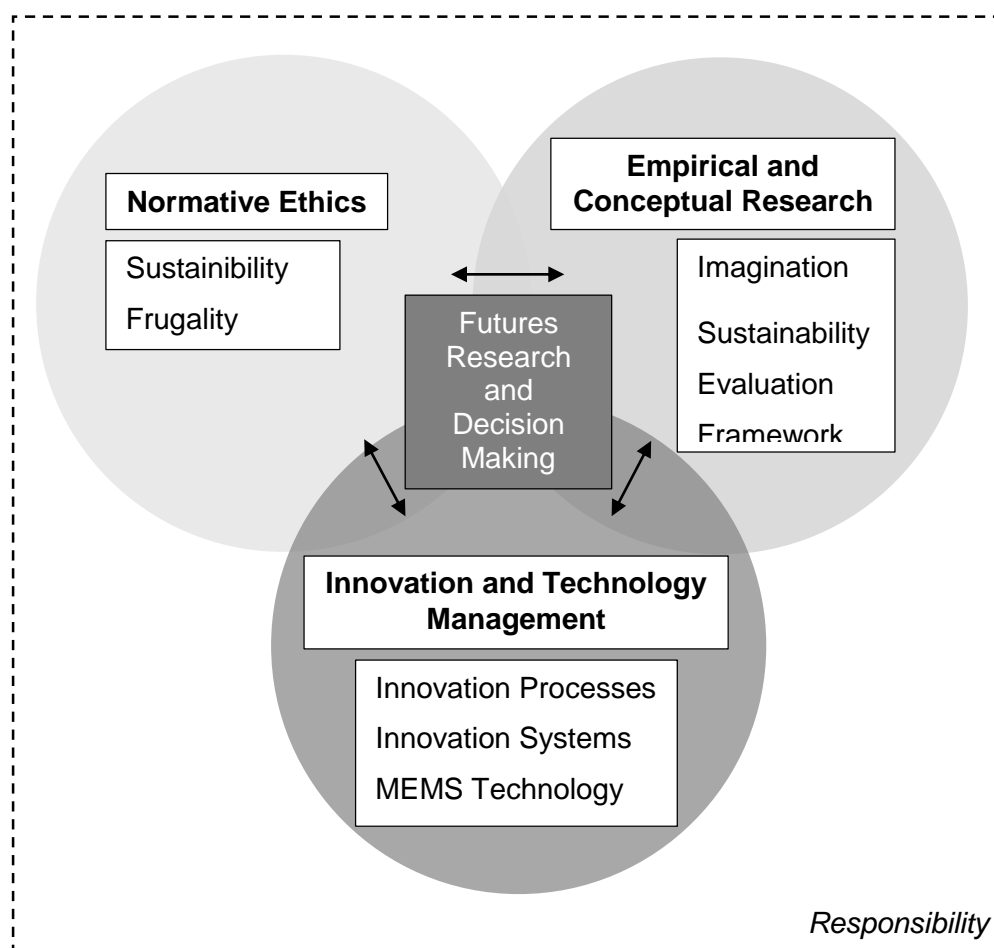 Normative Ethics
Sustainibility
Frugality
Empirical and
Conceptual Research
Imagination
Sustainability
Evaluation
Framework
Futures
Research
and
Decision
Making
Innovation and Technology
Management
Innovation Processes
Innovation Systems
MEMS Technology
Responsibility